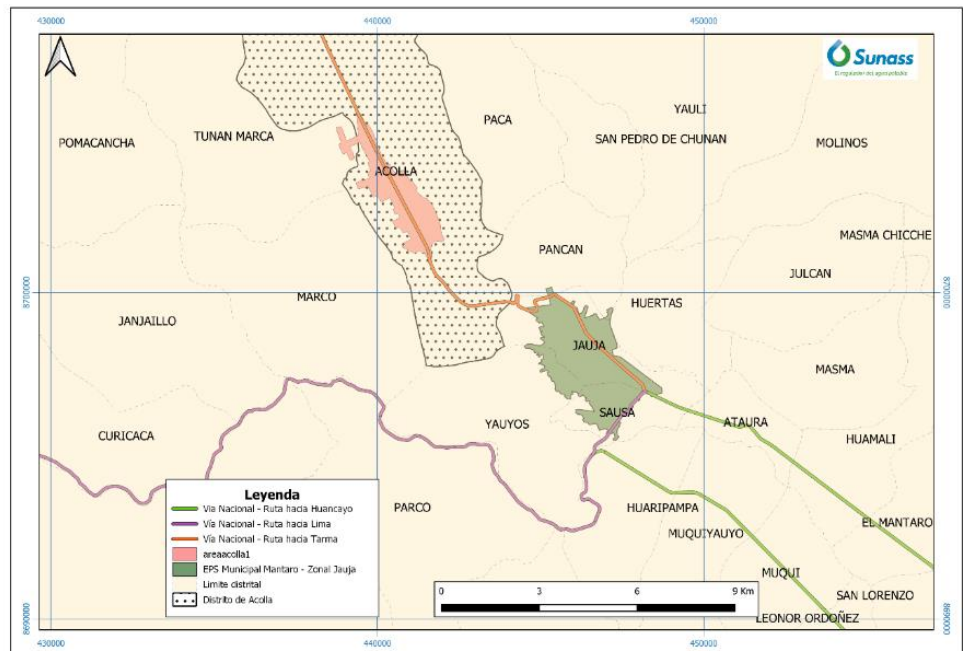 430000
440000
450000
Sunass
El regulador del agua potable
YAULI
PACA
POMACANCHA
TUNAN MARCA
SAN PEDRO DE CHUNAN
MOLINOS
ACOLLA
MASMA CHICCHE
PANCAN
JULCAN
8700000
MARCO
HUERTAS
8700000
JANJAILLO
JAUJA
MASMA
SAUSA
YAUYOS
ATAURA
CURICACA
HUAMALI
Leyenda
Vía Nacional - Ruta hacia Huancayo
Vía Nacional - Ruta hacia Lima
Vía Nacional - Ruta hacia Tarma
areaacolla1
EPS Municipal Mantaro - Zonal Jauja
Limite distrital
Distrito de Acolla
PARCO
HUARIPAMPA
EL MANTARO
MUQUIYAUYO
MUQUI
0 3 6 9 Km
SAN LORENZO
LEONOR ORDOÑEZ
8690000
8690000
430000
440000
450000